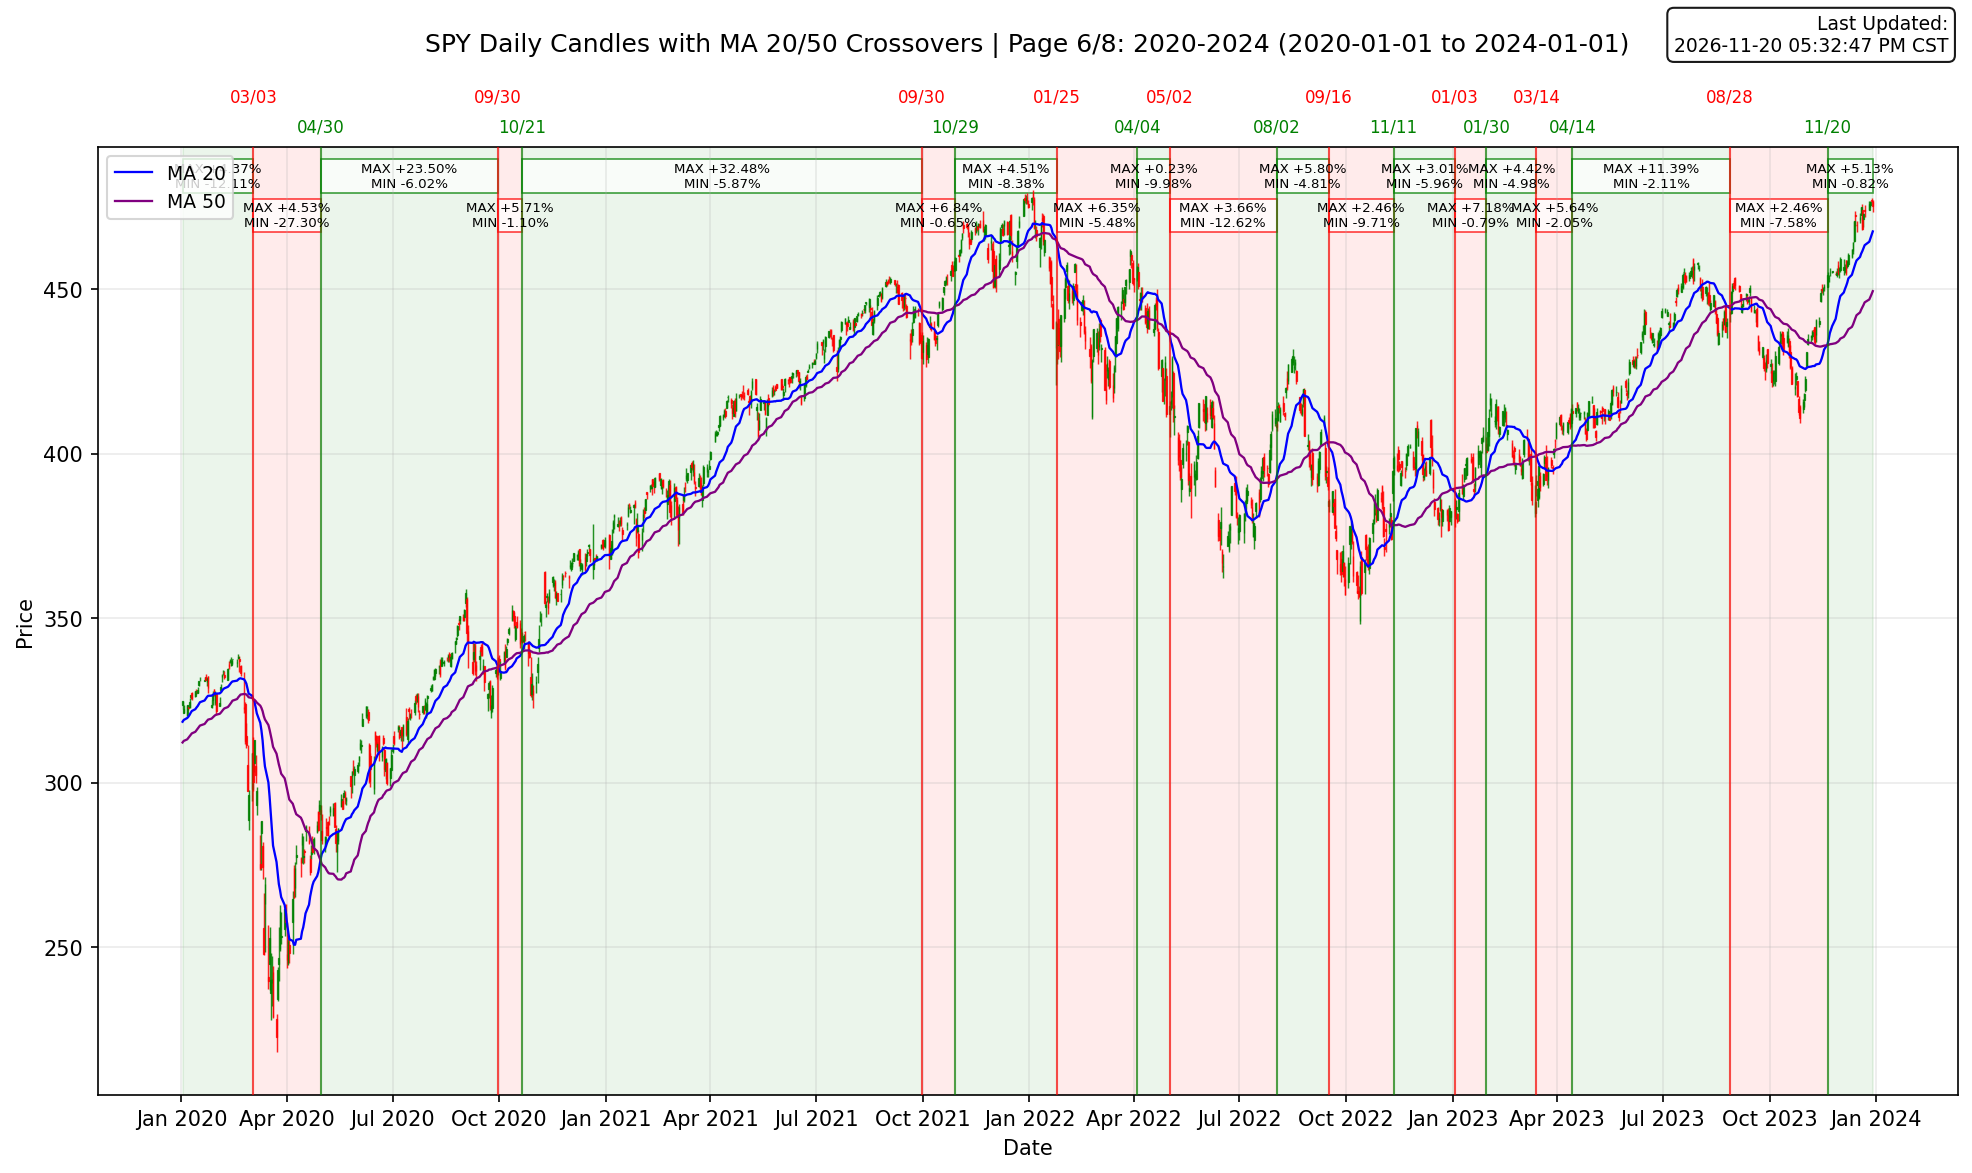 SPY Daily Candles with MA 20/50 Crossovers | Page 6/8: 2020-2024 (2020-01-01 to 2024-01-01)
Last Updated:
2026-11-20 05:32:47 PM CST
03/03 09/30 09/30 01/25 05/02 09/16 01/03 03/14 08/28
04/30 10/21 10/29 04/04 08/02 11/11 01/30 04/14 11/20
MA 20
MA 50
MAX +23.50%
MIN -6.02%
MAX +32.48%
MIN -5.87%
MAX +4.51%
MIN -8.38%
MAX +0.23%
MIN -9.98%
MAX +5.80%
MIN -4.81%
MAX +3.01%
MIN -5.96%
MAX +4.42%
MIN -4.98%
MAX +11.39%
MIN -2.11%
MAX +5.13%
MIN -0.82%
MAX +4.53%
MIN -27.30%
MAX +5.71%
MIN -1.10%
MAX +6.84%
MIN -0.65%
MAX +6.35%
MIN -5.48%
MAX +3.66%
MIN -12.62%
MAX +2.46%
MIN -9.71%
MAX +7.18%
MIN -0.79%
MAX +5.64%
MIN -2.05%
MAX +2.46%
MIN -7.58%
450
400
350
300
250
Price
Jan 2020 Apr 2020 Jul 2020 Oct 2020 Jan 2021 Apr 2021 Jul 2021 Oct 2021 Jan 2022 Apr 2022 Jul 2022 Oct 2022 Jan 2023 Apr 2023 Jul 2023 Oct 2023 Jan 2024
Date